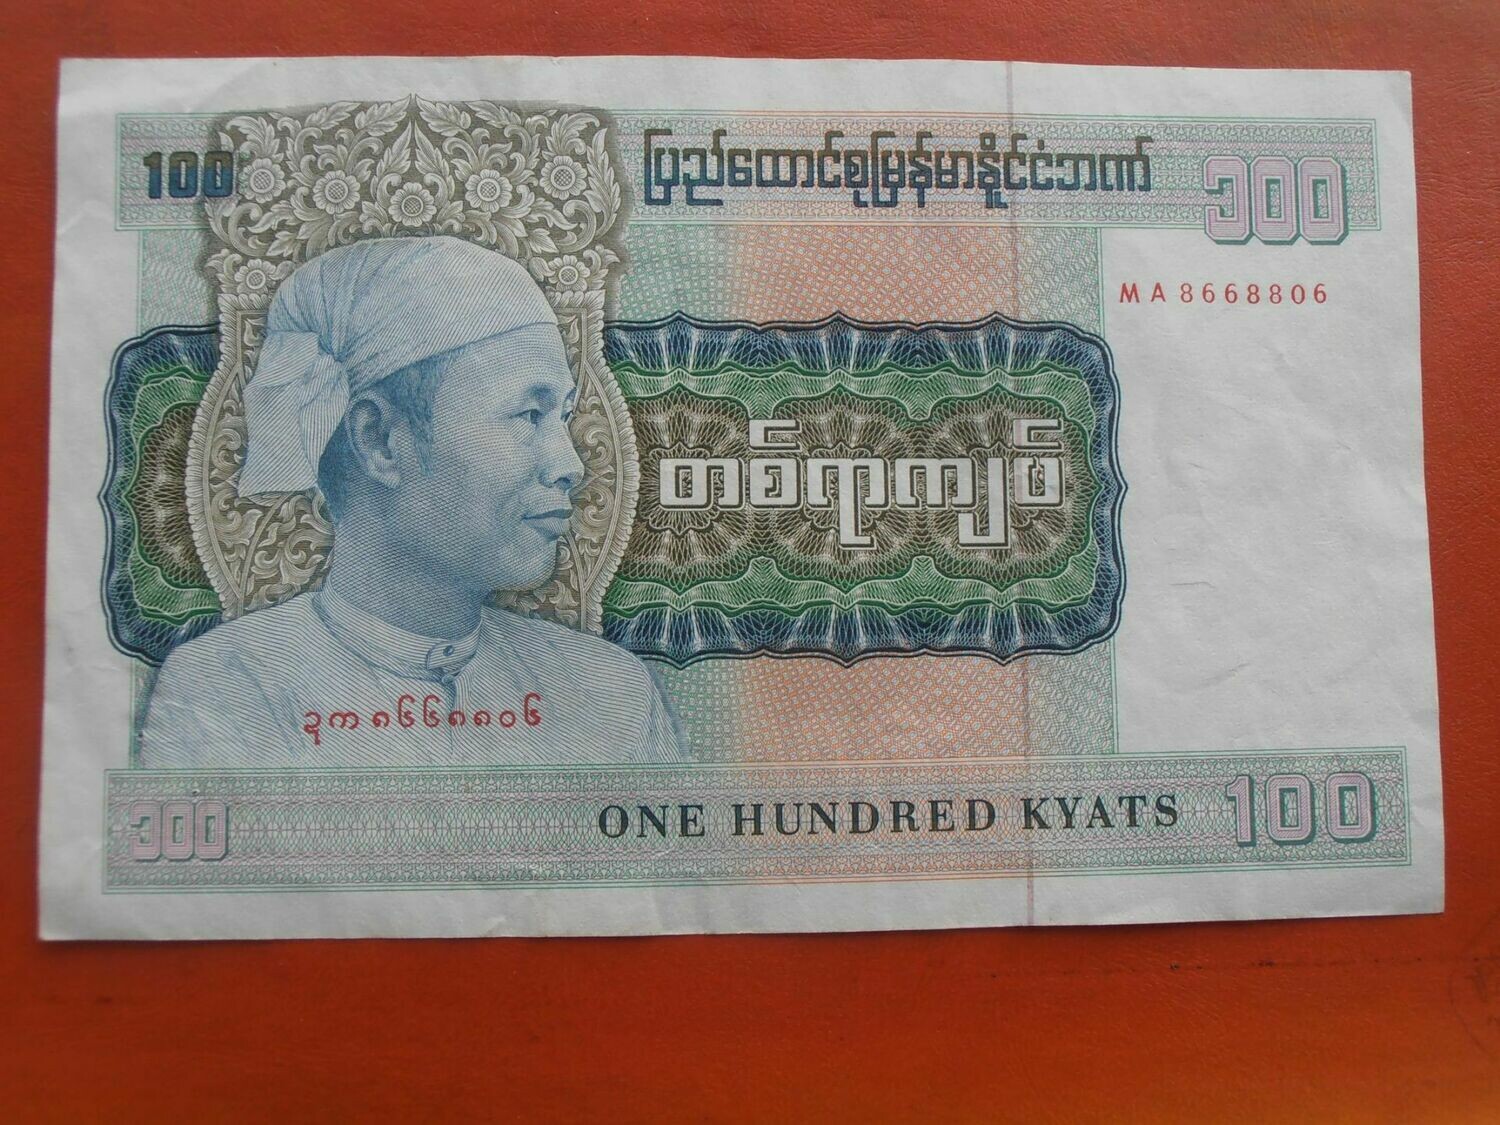 100 ပြည်ထောင်စုမြန်မာနိုင်ငံဘဏ် ၁၀၀
MA 8668806
တစ်ရာကျပ်
ဍက ၈၆၆၈၈၀၆
၁၀၀ ONE HUNDRED KYATS 100